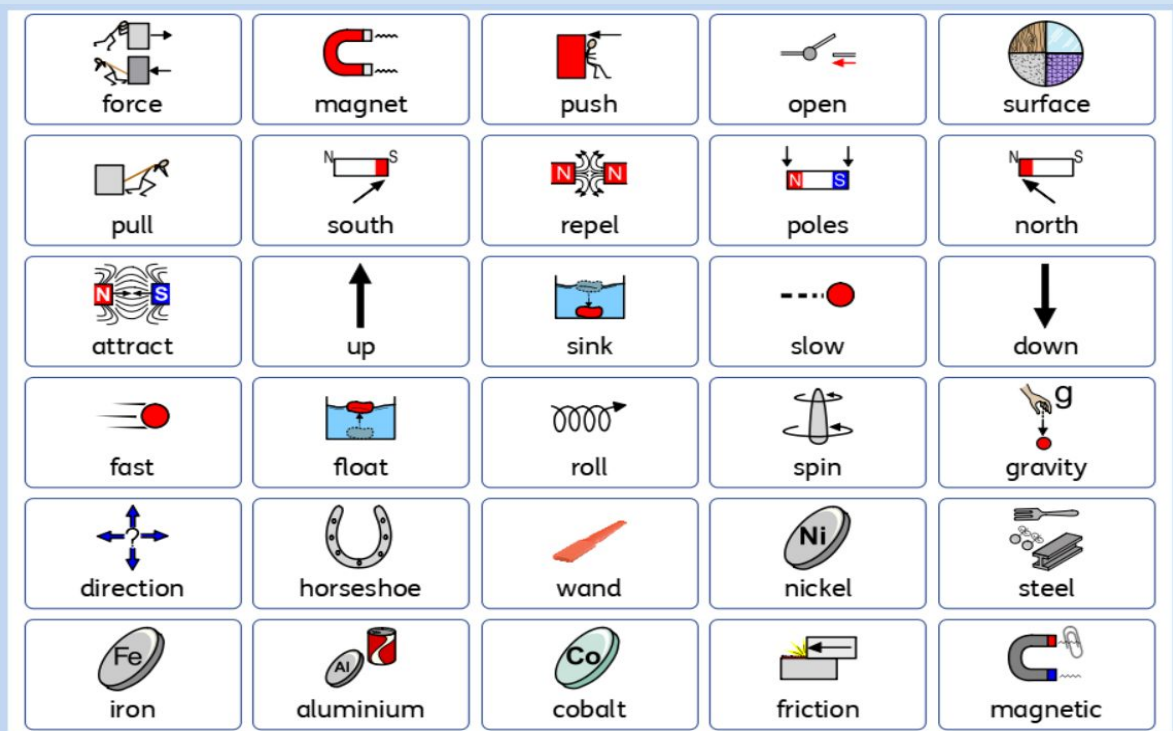 force
magnet
push
open
surface
N S
N N
N S
N S
pull
south
repel
poles
north
N S
attract
up
sink
slow
down
g
fast
float
roll
spin
gravity
?
Ni
direction
horseshoe
wand
nickel
steel
Fe
Al
Co
iron
aluminium
cobalt
friction
magnetic